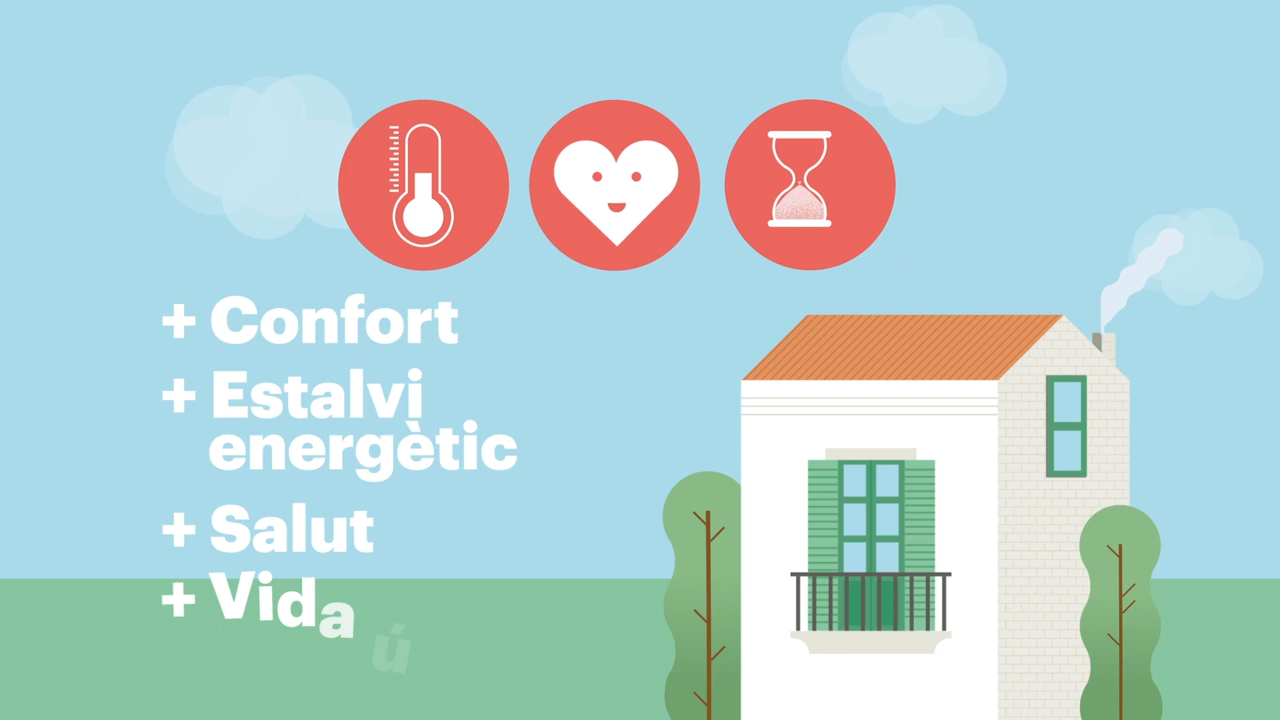 + Confort
+ Estalvi
energètic
+ Salut
+ Vida ú